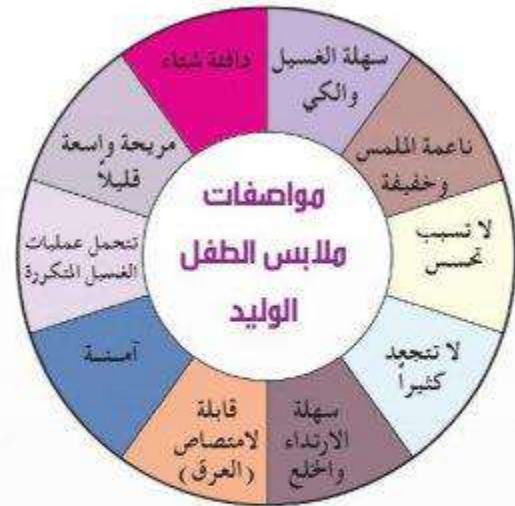 مواصفات
ملابس الطفل
الوليد
سهلة الغسيل
والكي
ناعمة الملمس
وخفيفة
لا تسبب
تحسس
لا تتجعد
كثيراً
سهلة
الارتداء
والخلع
قابلة
لامتصاص
(العرق)
آمنة
تتحمل عمليات
الغسيل المتكررة
مريحة واسعة
قليلاً
دافئة شتاء